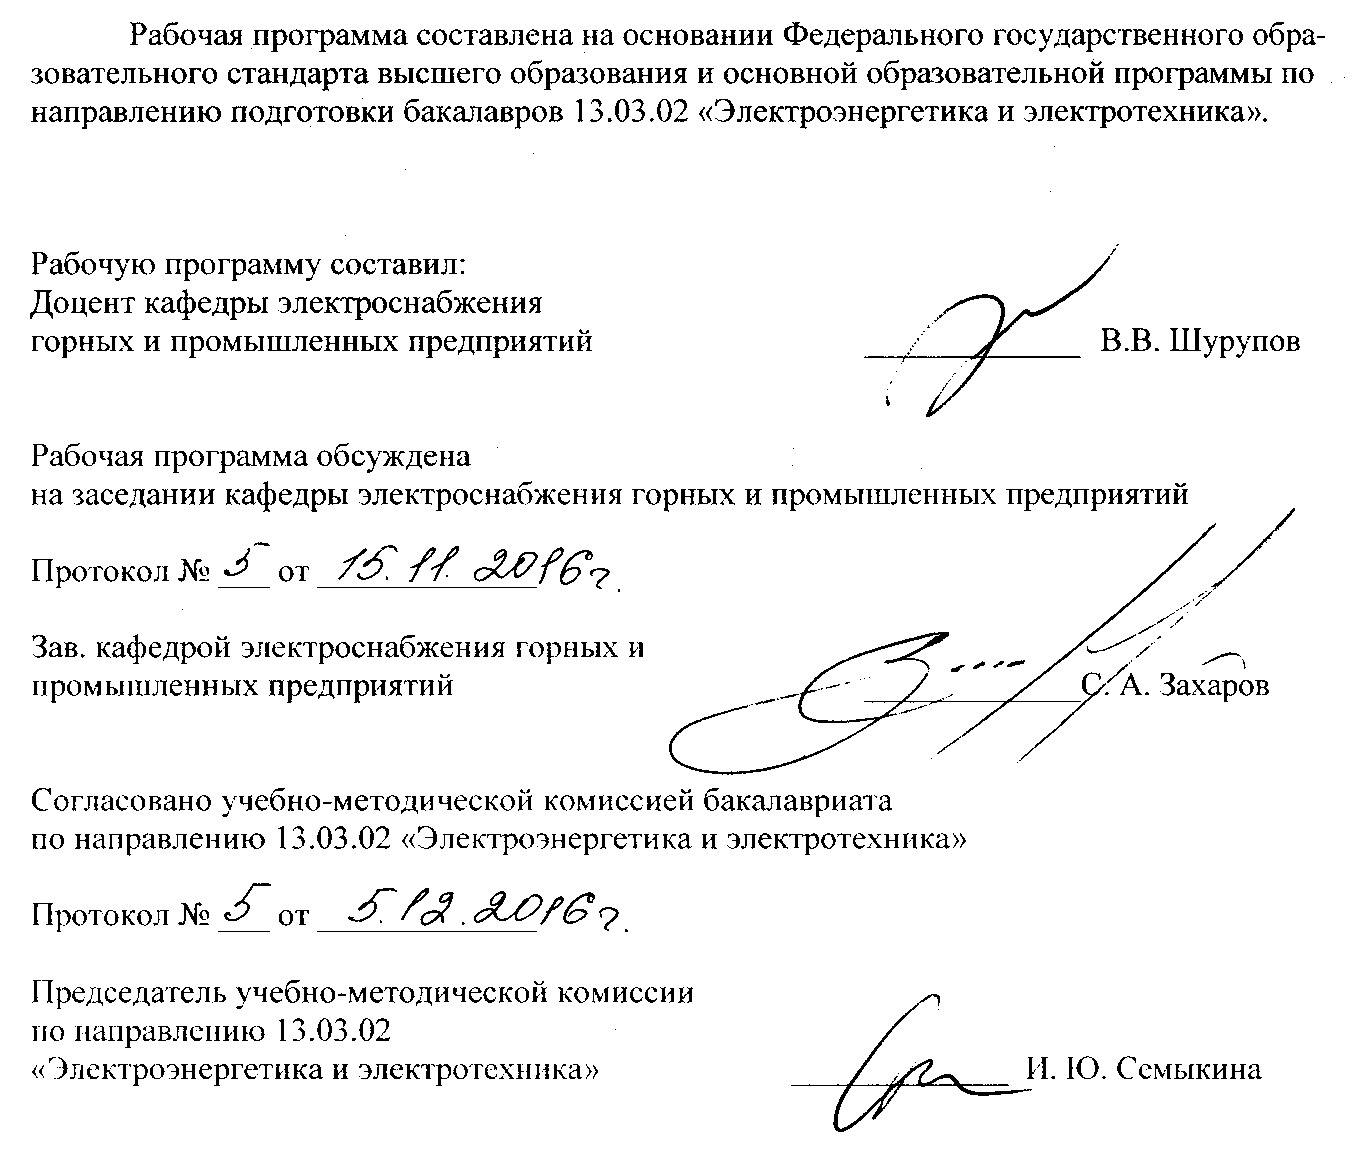 Рабочая программа составлена на основании Федерального государственного обра-
зовательного стандарта высшего образования и основной образовательной программы по
направлению подготовки бакалавров 13.03.02 «Электроэнергетика и электротехника».
Рабочую программу составил:
Доцент кафедры электроснабжения
горных и промышленных предприятий В.В. Шурупов
Рабочая программа обсуждена
на заседании кафедры электроснабжения горных и промышленных предприятий
Протокол № 5 от 15.11.2016г.
Зав. кафедрой электроснабжения горных и
промышленных предприятий С. А. Захаров
Согласовано учебно-методической комиссией бакалавриата
по направлению 13.03.02 «Электроэнергетика и электротехника»
Протокол № 5 от 5.12.2016г.
Председатель учебно-методической комиссии
по направлению 13.03.02
«Электроэнергетика и электротехника» И. Ю. Семыкина